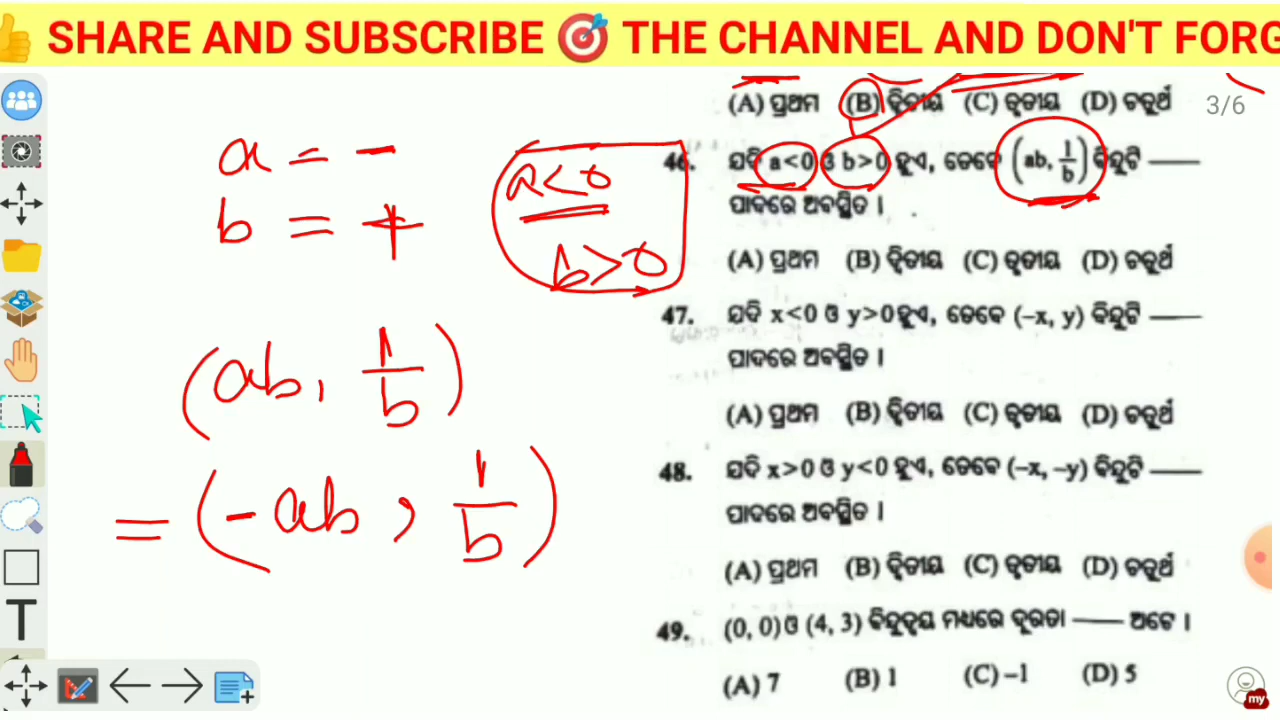 👍 SHARE AND SUBSCRIBE 🎯 THE CHANNEL AND DON'T FORG
3/6
a = -
b = +
a<0
b>0
(ab, 1/b)
= (-ab, 1/b)
T
(A) ପ୍ରଥମ (B) ଦ୍ୱିତୀୟ (C) ତୃତୀୟ (D) ଚତୁର୍ଥ
46. ଯଦି a<0 ଓ b>0 ହୁଏ, ତେବେ (ab, 1/b) ବିନ୍ଦୁଟି ——
ପାଦରେ ଅବସ୍ଥିତ ।
(A) ପ୍ରଥମ (B) ଦ୍ୱିତୀୟ (C) ତୃତୀୟ (D) ଚତୁର୍ଥ
47. ଯଦି x<0 ଓ y>0 ହୁଏ, ତେବେ (–x, y) ବିନ୍ଦୁଟି ——
ପାଦରେ ଅବସ୍ଥିତ ।
(A) ପ୍ରଥମ (B) ଦ୍ୱିତୀୟ (C) ତୃତୀୟ (D) ଚତୁର୍ଥ
48. ଯଦି x>0 ଓ y<0 ହୁଏ, ତେବେ (–x, –y) ବିନ୍ଦୁଟି ——
ପାଦରେ ଅବସ୍ଥିତ ।
(A) ପ୍ରଥମ (B) ଦ୍ୱିତୀୟ (C) ତୃତୀୟ (D) ଚତୁର୍ଥ
49. (0, 0) ଓ (4, 3) ବିନ୍ଦୁଦ୍ୱୟ ମଧ୍ୟରେ ଦୂରତା —— ଅଟେ ।
(A) 7 (B) 1 (C) –1 (D) 5
my